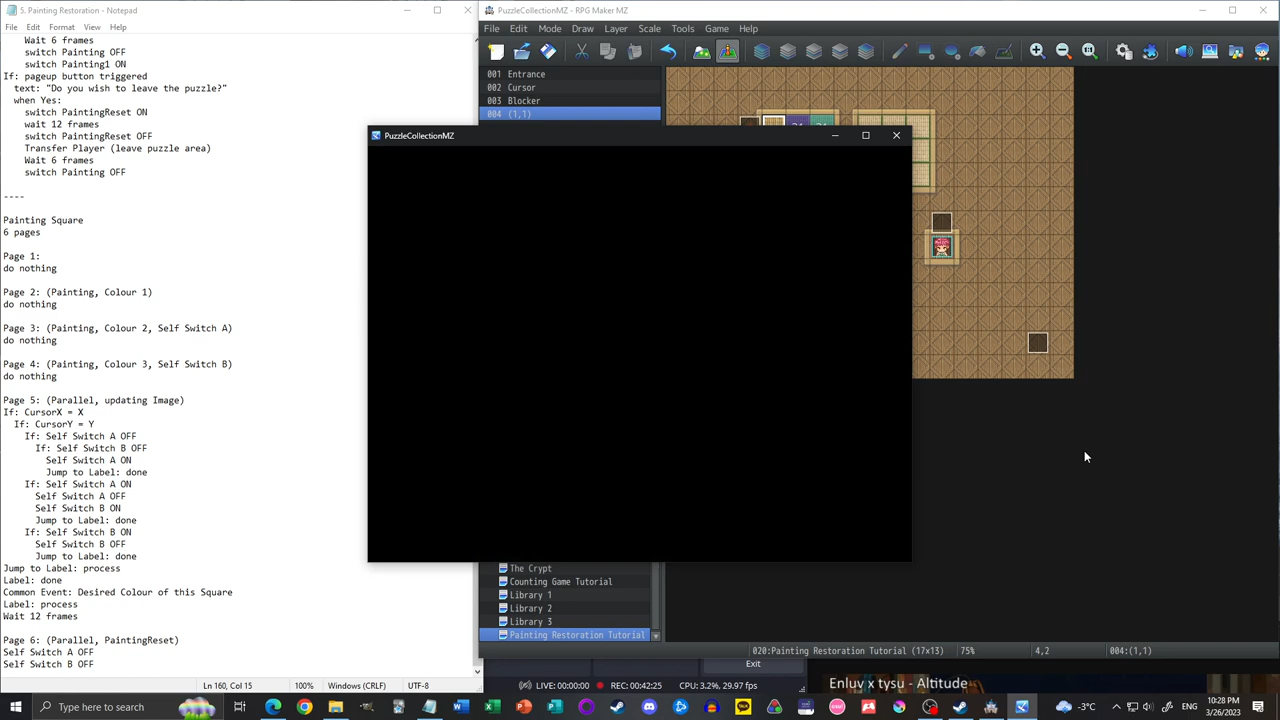 5. Painting Restoration - Notepad
File Edit Format View Help
Wait 6 frames
switch Painting OFF
switch Painting1 ON
If: pageup button triggered
text: "Do you wish to leave the puzzle?"
when Yes:
switch PaintingReset ON
wait 12 frames
switch PaintingReset OFF
Transfer Player (leave puzzle area)
Wait 6 frames
switch Painting OFF
----
Painting Square
6 pages
Page 1:
do nothing
Page 2: (Painting, Colour 1)
do nothing
Page 3: (Painting, Colour 2, Self Switch A)
do nothing
Page 4: (Painting, Colour 3, Self Switch B)
do nothing
Page 5: (Parallel, updating Image)
If: CursorX = X
If: CursorY = Y
If: Self Switch A OFF
If: Self Switch B OFF
Self Switch A ON
Jump to Label: done
If: Self Switch A ON
Self Switch A OFF
Self Switch B ON
Jump to Label: done
If: Self Switch B ON
Self Switch B OFF
Jump to Label: done
Jump to Label: process
Label: done
Common Event: Desired Colour of this Square
Label: process
Wait 12 frames
Page 6: (Parallel, PaintingReset)
Self Switch A OFF
Self Switch B OFF
Ln 160, Col 15 100% Windows (CRLF) UTF-8
PuzzleCollectionMZ - RPG Maker MZ
File Edit Mode Draw Layer Scale Tools Game Help
001 Entrance
002 Cursor
003 Blocker
004 (1,1)
PuzzleCollectionMZ
The Crypt
Counting Game Tutorial
Library 1
Library 2
Library 3
Painting Restoration Tutorial
020:Painting Restoration Tutorial (17x13) 75% 4,2 004:(1,1)
Exit
LIVE: 00:00:00 REC: 00:42:25 CPU: 3.2%, 29.97 fps
Enluv x tysu - Altitude
Type here to search
-3°C
ENG
10:28 PM
3/26/2023